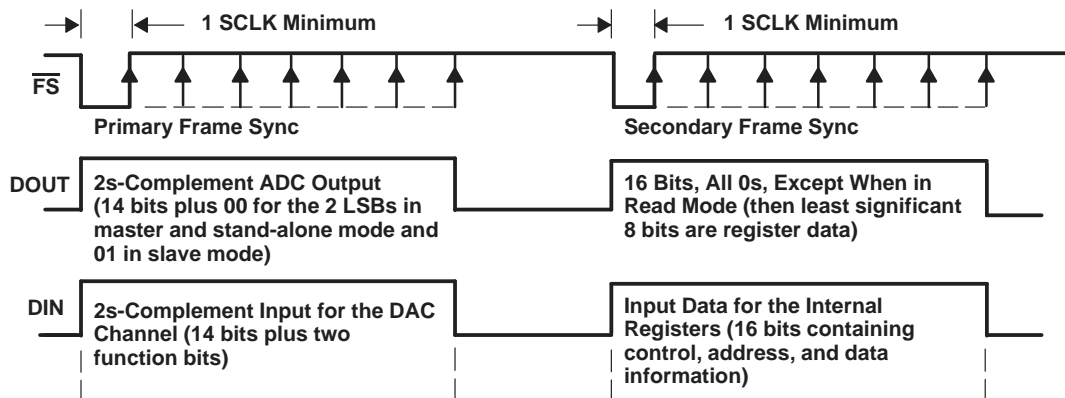 1 SCLK Minimum
1 SCLK Minimum
FS
Primary Frame Sync
Secondary Frame Sync
DOUT
2s-Complement ADC Output
(14 bits plus 00 for the 2 LSBs in
master and stand-alone mode and
01 in slave mode)
16 Bits, All 0s, Except When in
Read Mode (then least significant
8 bits are register data)
DIN
2s-Complement Input for the DAC
Channel (14 bits plus two
function bits)
Input Data for the Internal
Registers (16 bits containing
control, address, and data
information)